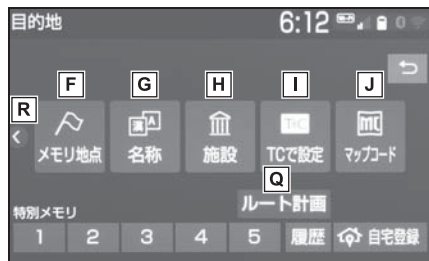 目的地 6:12
F G H I J
R
メモリ地点 名称 施設 TCで設定 マップコード
Q
ルート計画
特別メモリ
1 2 3 4 5 履歴 自宅登録